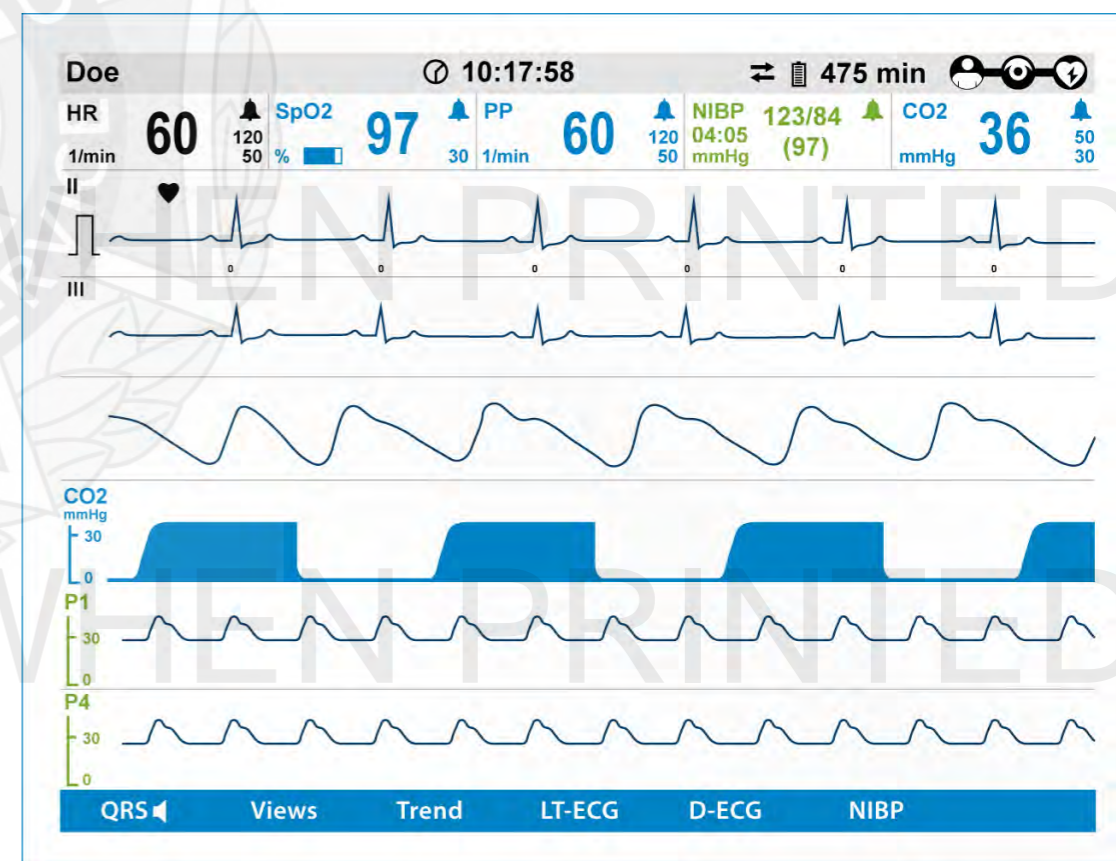 Doe 10:17:58 475 min
HR 60 120 50 1/min
SpO2 97 30 %
PP 60 120 50 1/min
NIBP 04:05 mmHg 123/84 (97)
CO2 36 50 30 mmHg
II
0 0 0 0 0 0
III
CO2
mmHg
30
0
P1
30
0
P4
30
0
QRS Views Trend LT-ECG D-ECG NIBP
WHEN PRINTED
WHEN PRINTED